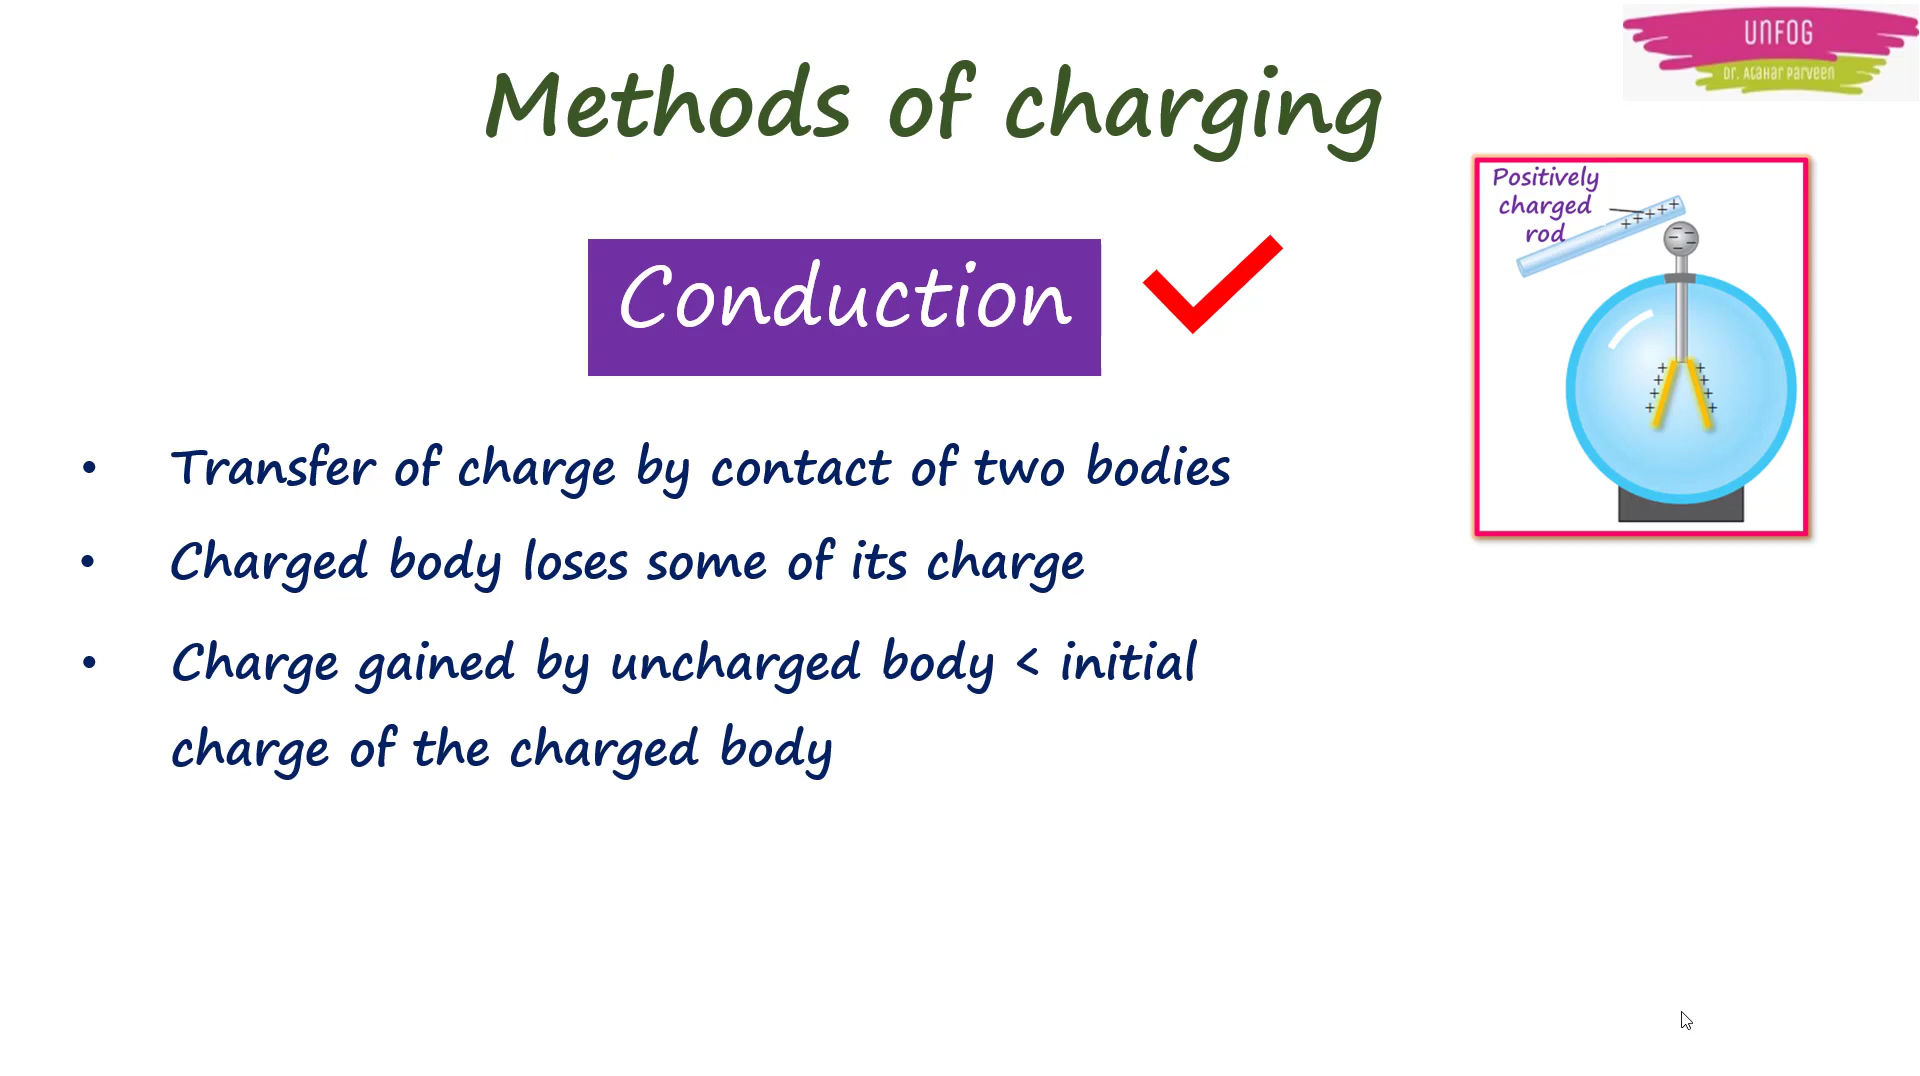 UNFOG
Dr. Atahar Parveen
Methods of charging
Positively
charged
rod
Conduction
• Transfer of charge by contact of two bodies
• Charged body loses some of its charge
• Charge gained by uncharged body < initial
charge of the charged body